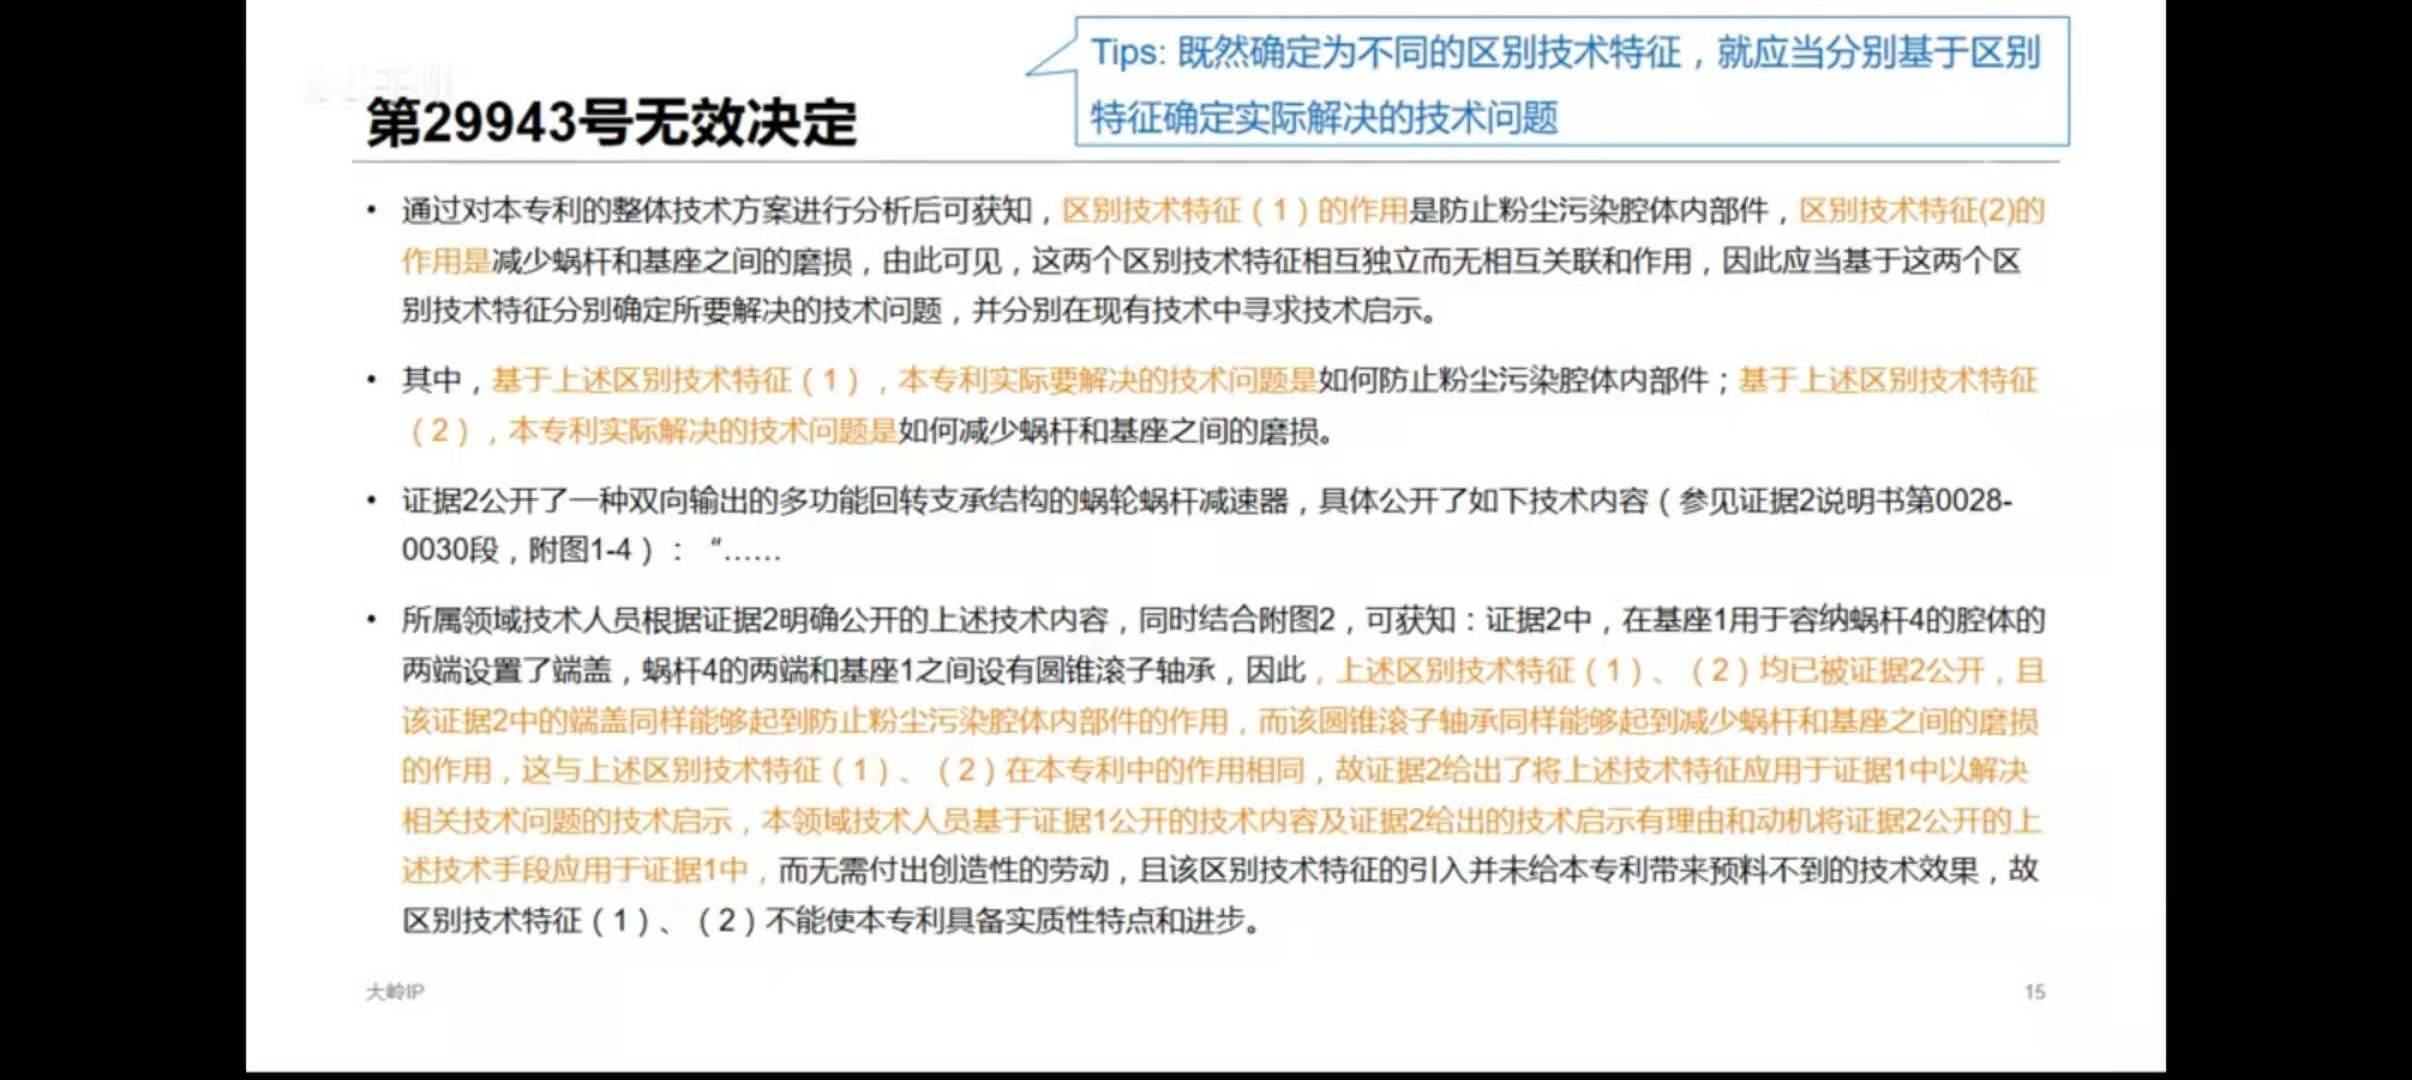 Tips: 既然确定为不同的区别技术特征，就应当分别基于区别
特征确定实际解决的技术问题
第29943号无效决定
• 通过对本专利的整体技术方案进行分析后可获知，区别技术特征（1）的作用是防止粉尘污染腔体内部件，区别技术特征(2)的
作用是减少蜗杆和基座之间的磨损，由此可见，这两个区别技术特征相互独立而无相互关联和作用，因此应当基于这两个区
别技术特征分别确定所要解决的技术问题，并分别在现有技术中寻求技术启示。
• 其中，基于上述区别技术特征（1），本专利实际要解决的技术问题是如何防止粉尘污染腔体内部件；基于上述区别技术特征
（2），本专利实际解决的技术问题是如何减少蜗杆和基座之间的磨损。
• 证据2公开了一种双向输出的多功能回转支承结构的蜗轮蜗杆减速器，具体公开了如下技术内容（参见证据2说明书第0028-
0030段，附图1-4）：“……
• 所属领域技术人员根据证据2明确公开的上述技术内容，同时结合附图2，可获知：证据2中，在基座1用于容纳蜗杆4的腔体的
两端设置了端盖，蜗杆4的两端和基座1之间设有圆锥滚子轴承，因此，上述区别技术特征（1）、（2）均已被证据2公开，且
该证据2中的端盖同样能够起到防止粉尘污染腔体内部件的作用，而该圆锥滚子轴承同样能够起到减少蜗杆和基座之间的磨损
的作用，这与上述区别技术特征（1）、（2）在本专利中的作用相同，故证据2给出了将上述技术特征应用于证据1中以解决
相关技术问题的技术启示，本领域技术人员基于证据1公开的技术内容及证据2给出的技术启示有理由和动机将证据2公开的上
述技术手段应用于证据1中，而无需付出创造性的劳动，且该区别技术特征的引入并未给本专利带来预料不到的技术效果，故
区别技术特征（1）、（2）不能使本专利具备实质性特点和进步。
大岭IP
15